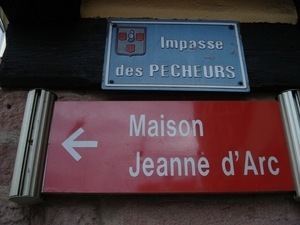 Impasse
des PECHEURS
Maison
Jeanne d'Arc